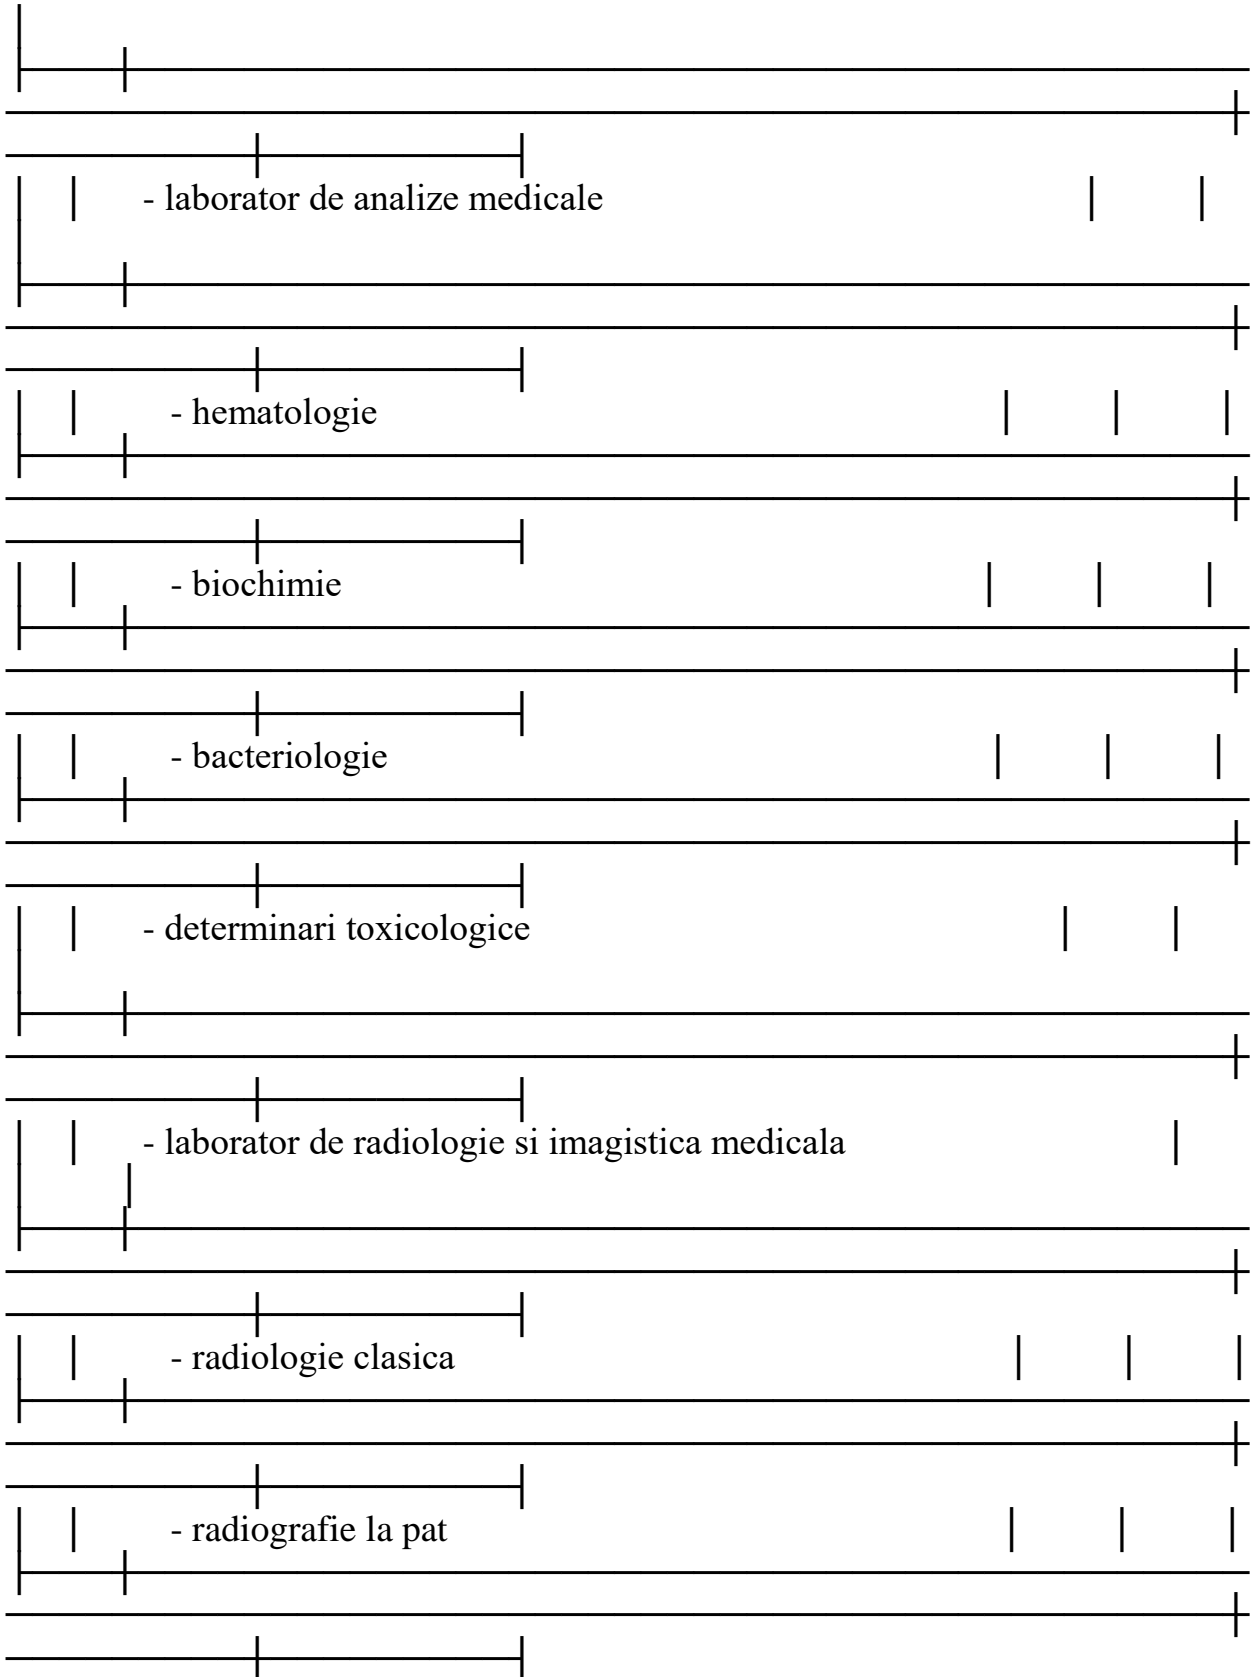 - laborator de analize medicale
- hematologie
- biochimie
- bacteriologie
- determinari toxicologice
- laborator de radiologie si imagistica medicala
- radiologie clasica
- radiografie la pat